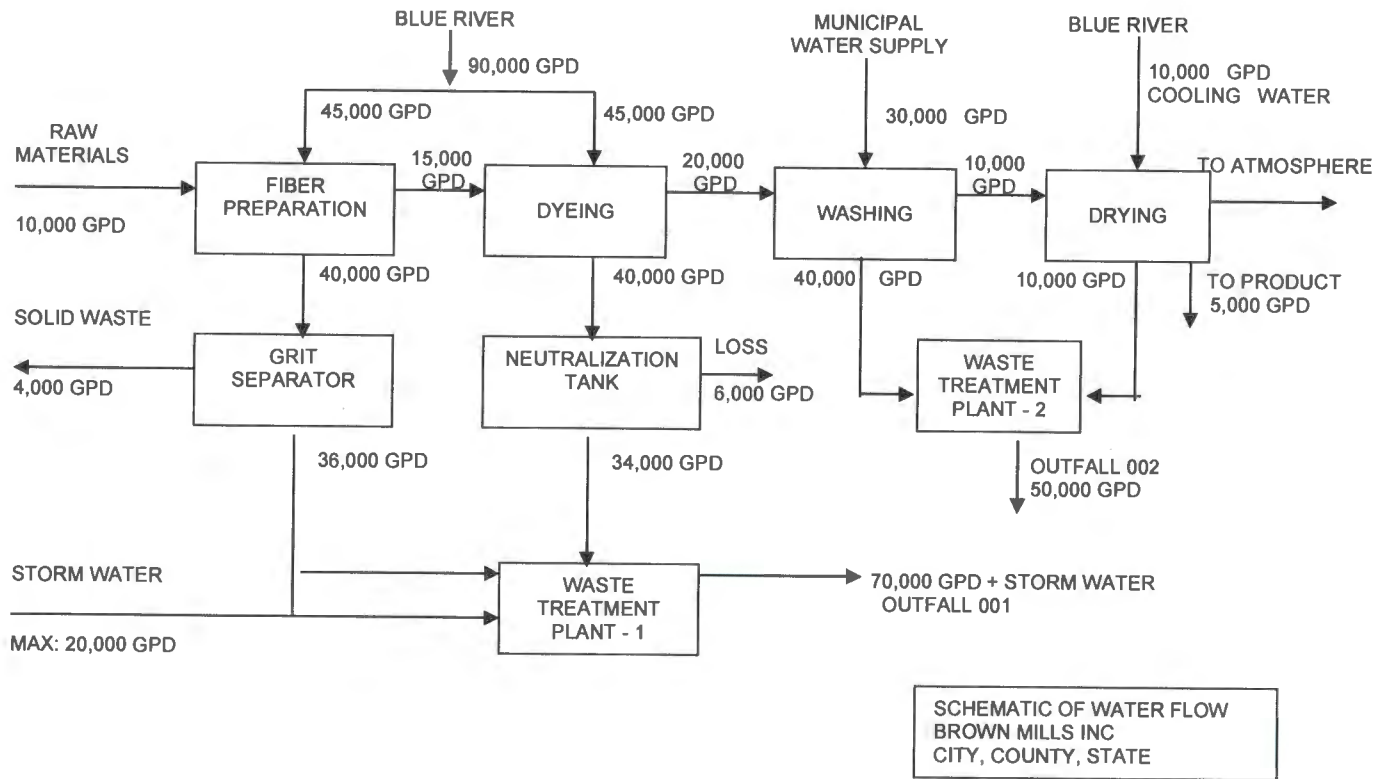 BLUE RIVER
90,000 GPD
MUNICIPAL
WATER SUPPLY
BLUE RIVER
45,000 GPD
45,000 GPD
30,000 GPD
10,000 GPD
COOLING WATER
RAW
MATERIALS
10,000 GPD
FIBER
PREPARATION
15,000
GPD
DYEING
20,000
GPD
WASHING
10,000
GPD
DRYING
TO ATMOSPHERE
40,000 GPD
40,000 GPD
40,000 GPD
10,000 GPD
TO PRODUCT
5,000 GPD
SOLID WASTE
4,000 GPD
GRIT
SEPARATOR
NEUTRALIZATION
TANK
LOSS
6,000 GPD
WASTE
TREATMENT
PLANT - 2
36,000 GPD
34,000 GPD
OUTFALL 002
50,000 GPD
STORM WATER
MAX: 20,000 GPD
WASTE
TREATMENT
PLANT - 1
70,000 GPD + STORM WATER
OUTFALL 001
SCHEMATIC OF WATER FLOW
BROWN MILLS INC
CITY, COUNTY, STATE